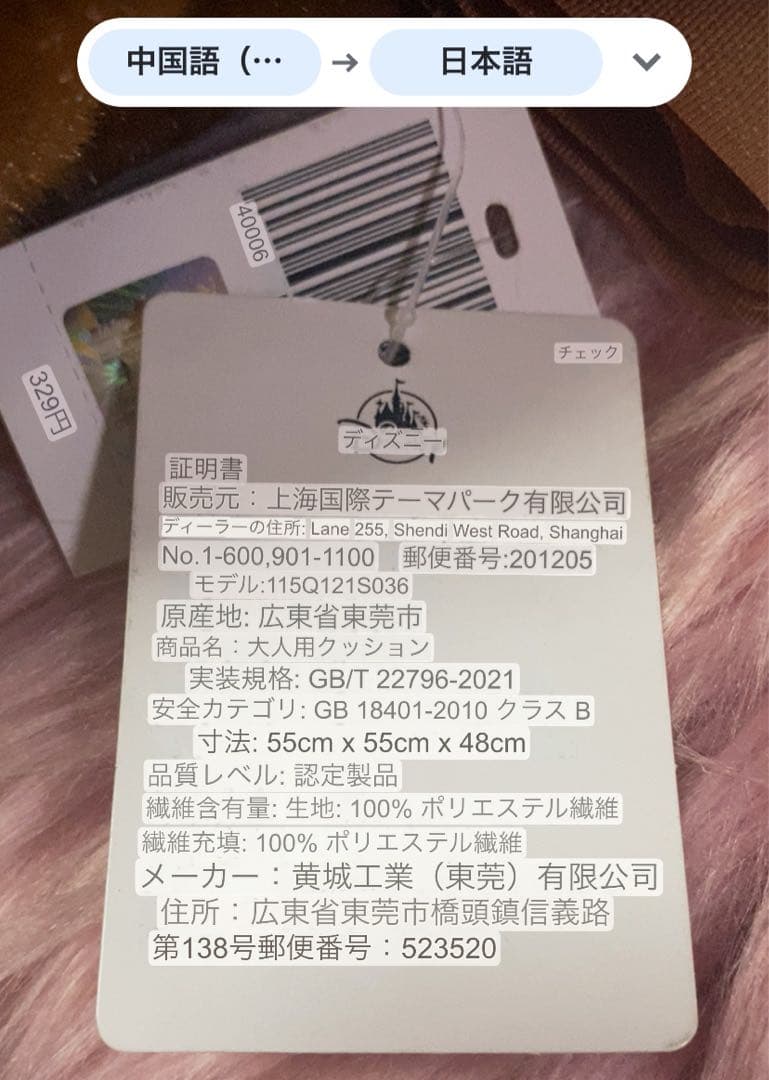 中国語（… → 日本語
40006
329円
チェック
ディズニー
証明書
販売元：上海国際テーマパーク有限公司
ディーラーの住所: Lane 255, Shendi West Road, Shanghai
No.1-600,901-1100 郵便番号:201205
モデル:115Q121S036
原産地: 広東省東莞市
商品名：大人用クッション
実装規格: GB/T 22796-2021
安全カテゴリ: GB 18401-2010 クラス B
寸法: 55cm x 55cm x 48cm
品質レベル: 認定製品
繊維含有量: 生地: 100% ポリエステル繊維
繊維充填: 100% ポリエステル繊維
メーカー：黄城工業（東莞）有限公司
住所：広東省東莞市橋頭鎮信義路
第138号郵便番号：523520